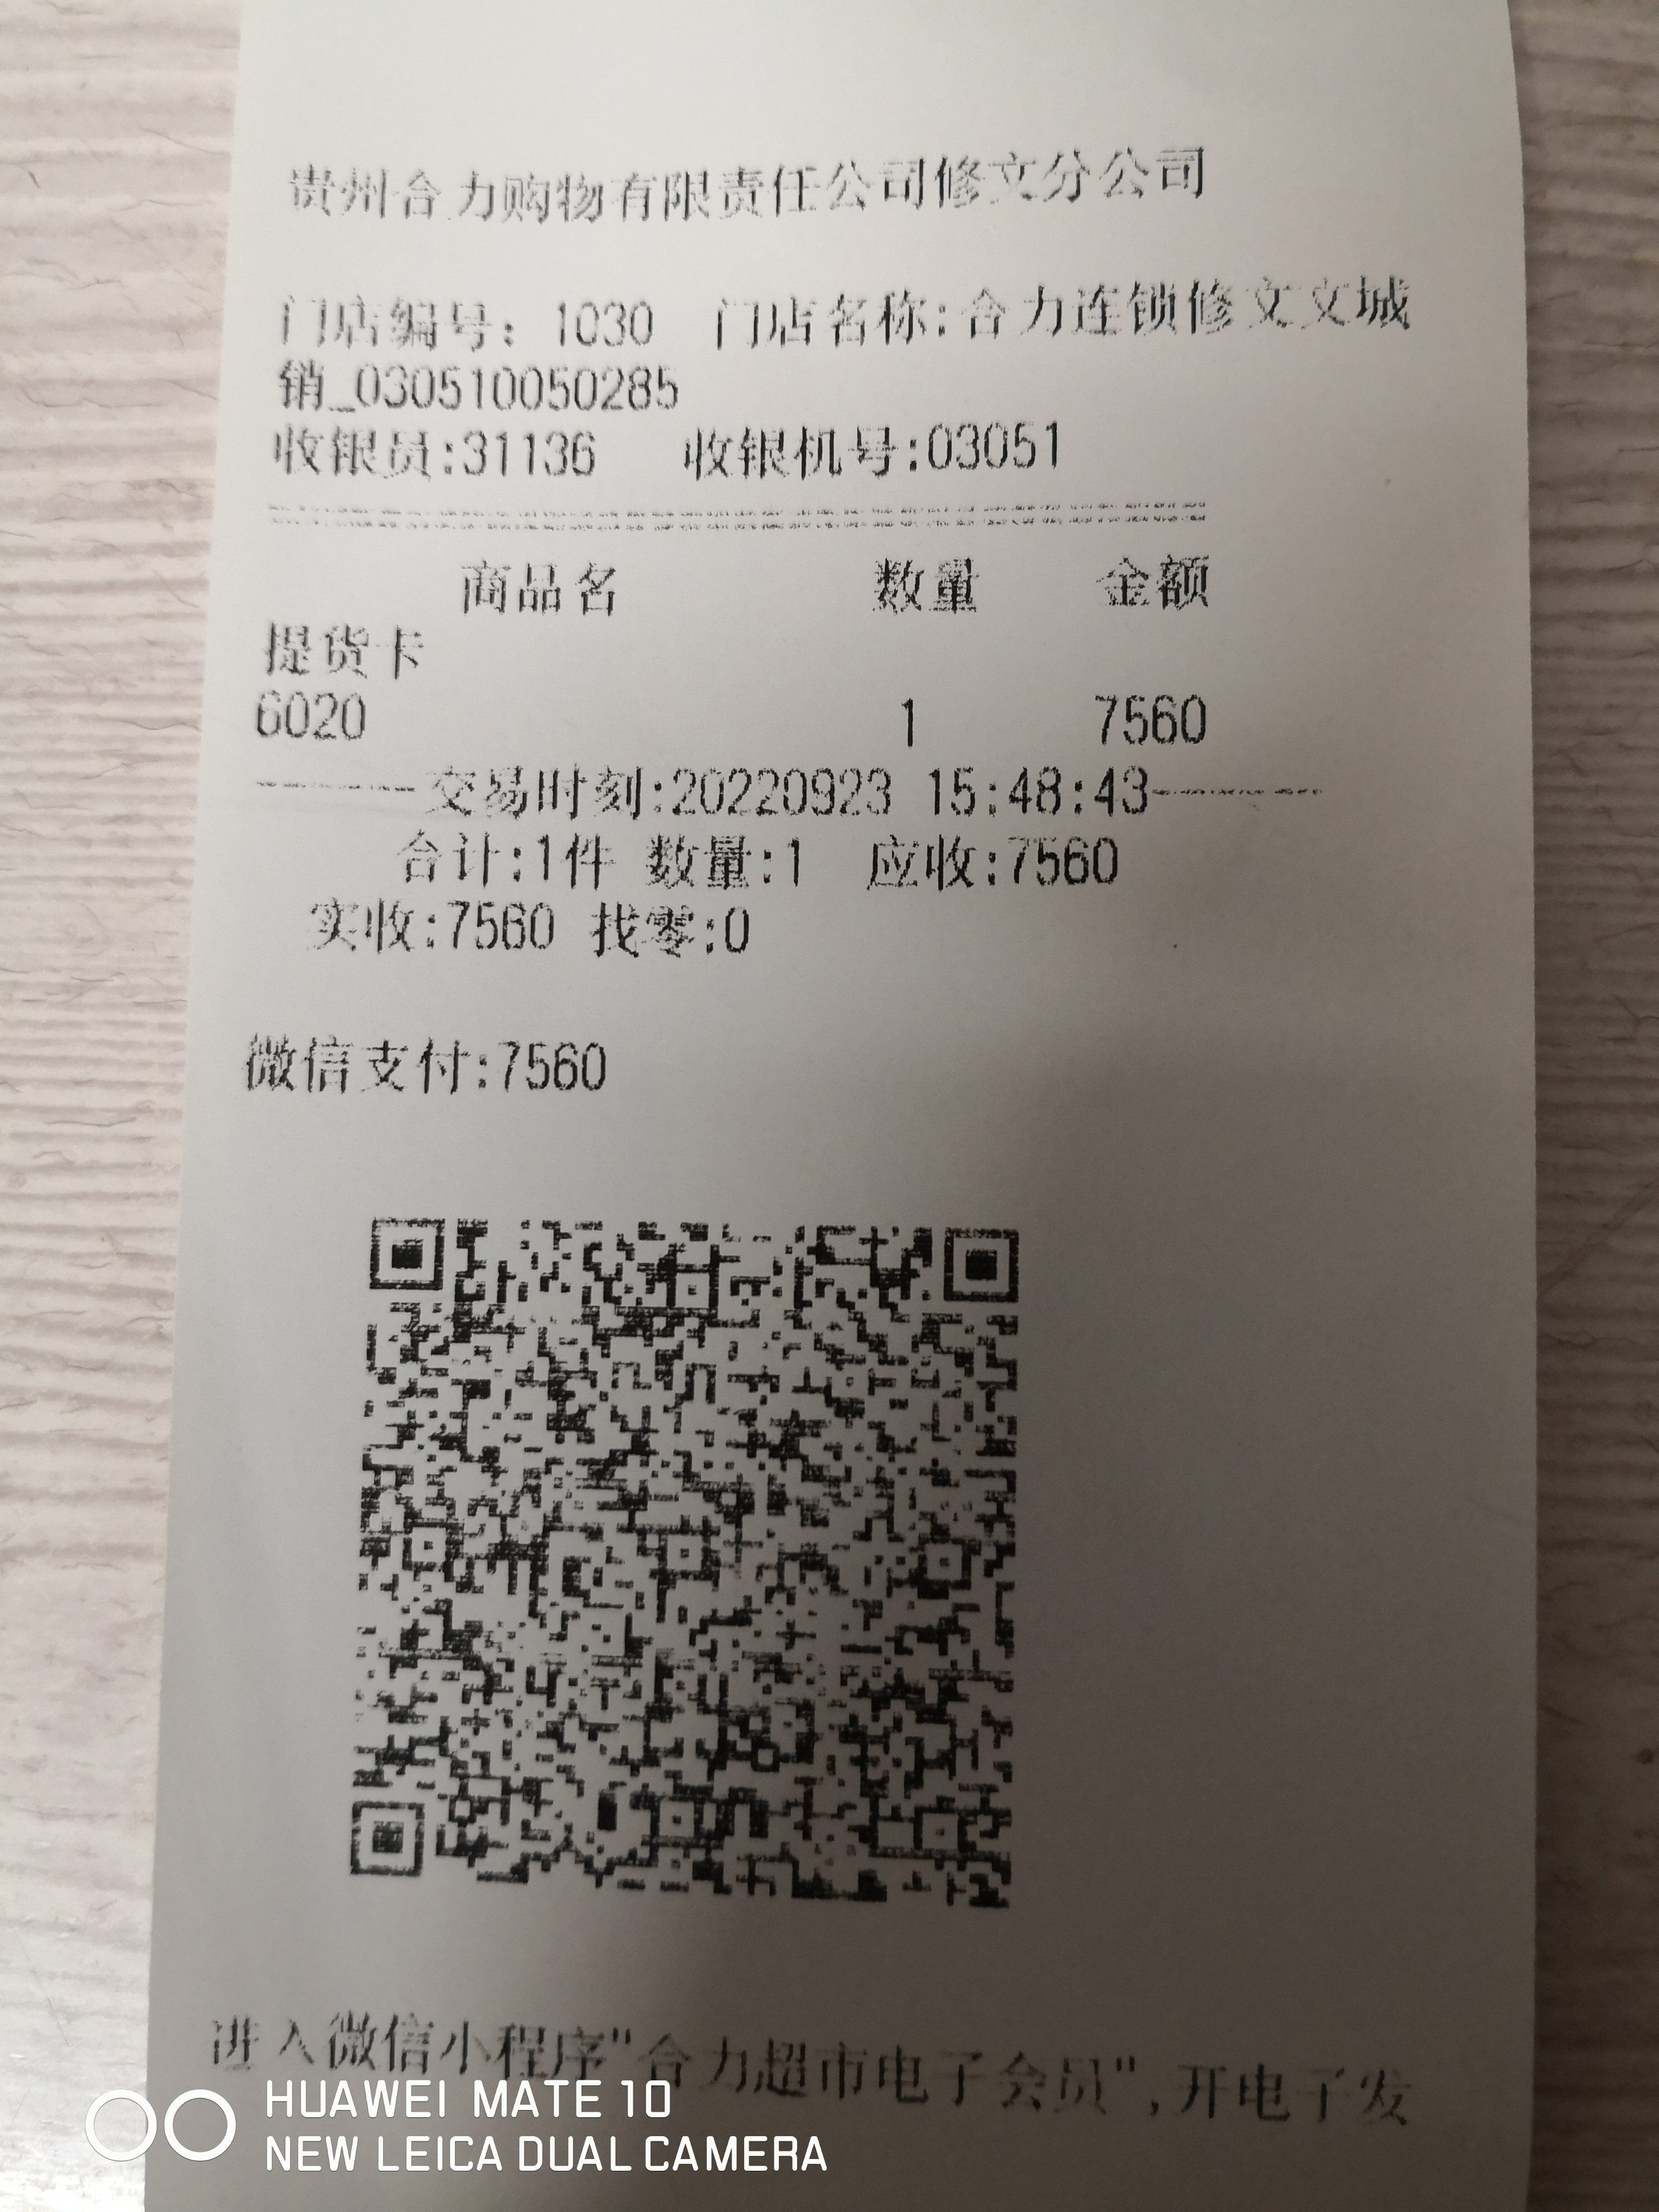 贵州合力购物有限责任公司修文分公司
门店编号：1030 门店名称:合力连锁修文文城
销_030510050285
收银员:31136 收银机号:03051
商品名 数量 金额
提货卡
6020 1 7560
交易时刻:20220923 15:48:43
合计:1件 数量:1 应收:7560
实收:7560 找零:0
微信支付:7560
进入微信小程序"合力超市电子会员",开电子发
HUAWEI MATE 10
NEW LEICA DUAL CAMERA